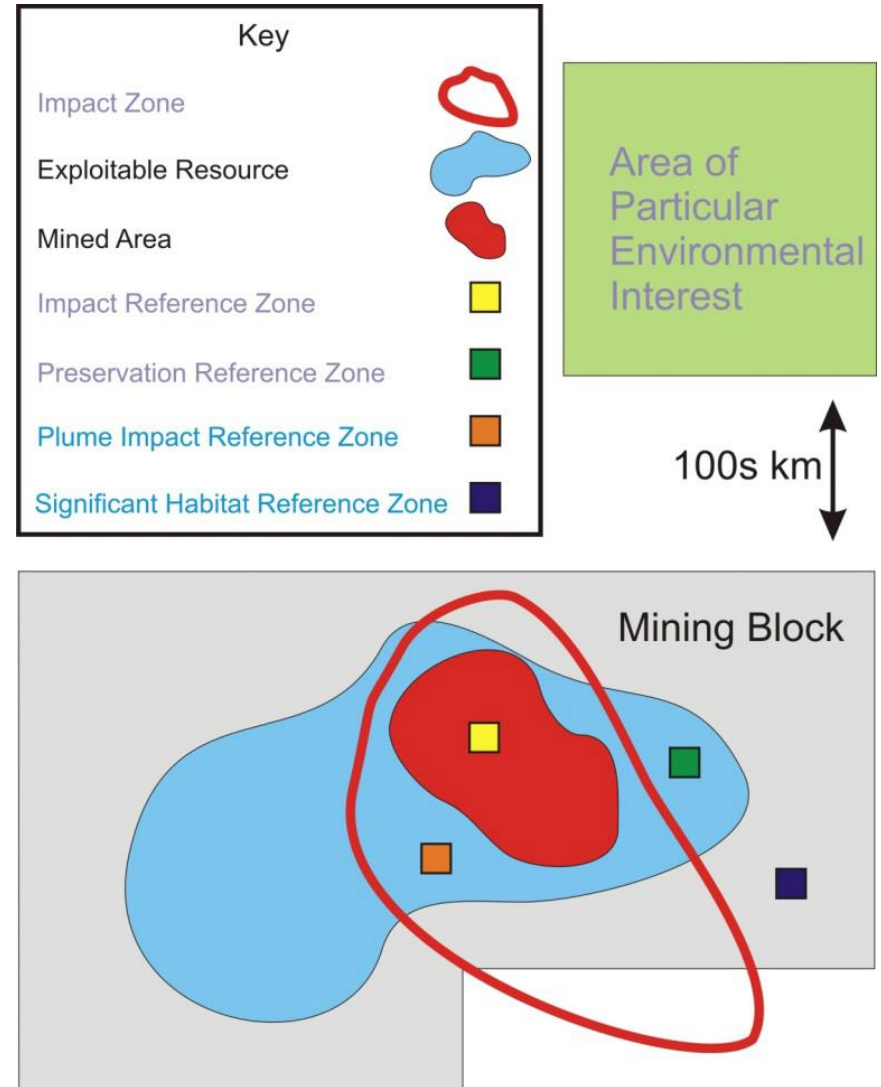 Key
Impact Zone
Exploitable Resource
Mined Area
Impact Reference Zone
Preservation Reference Zone
Plume Impact Reference Zone
Significant Habitat Reference Zone
Area of
Particular
Environmental
Interest
100s km
Mining Block